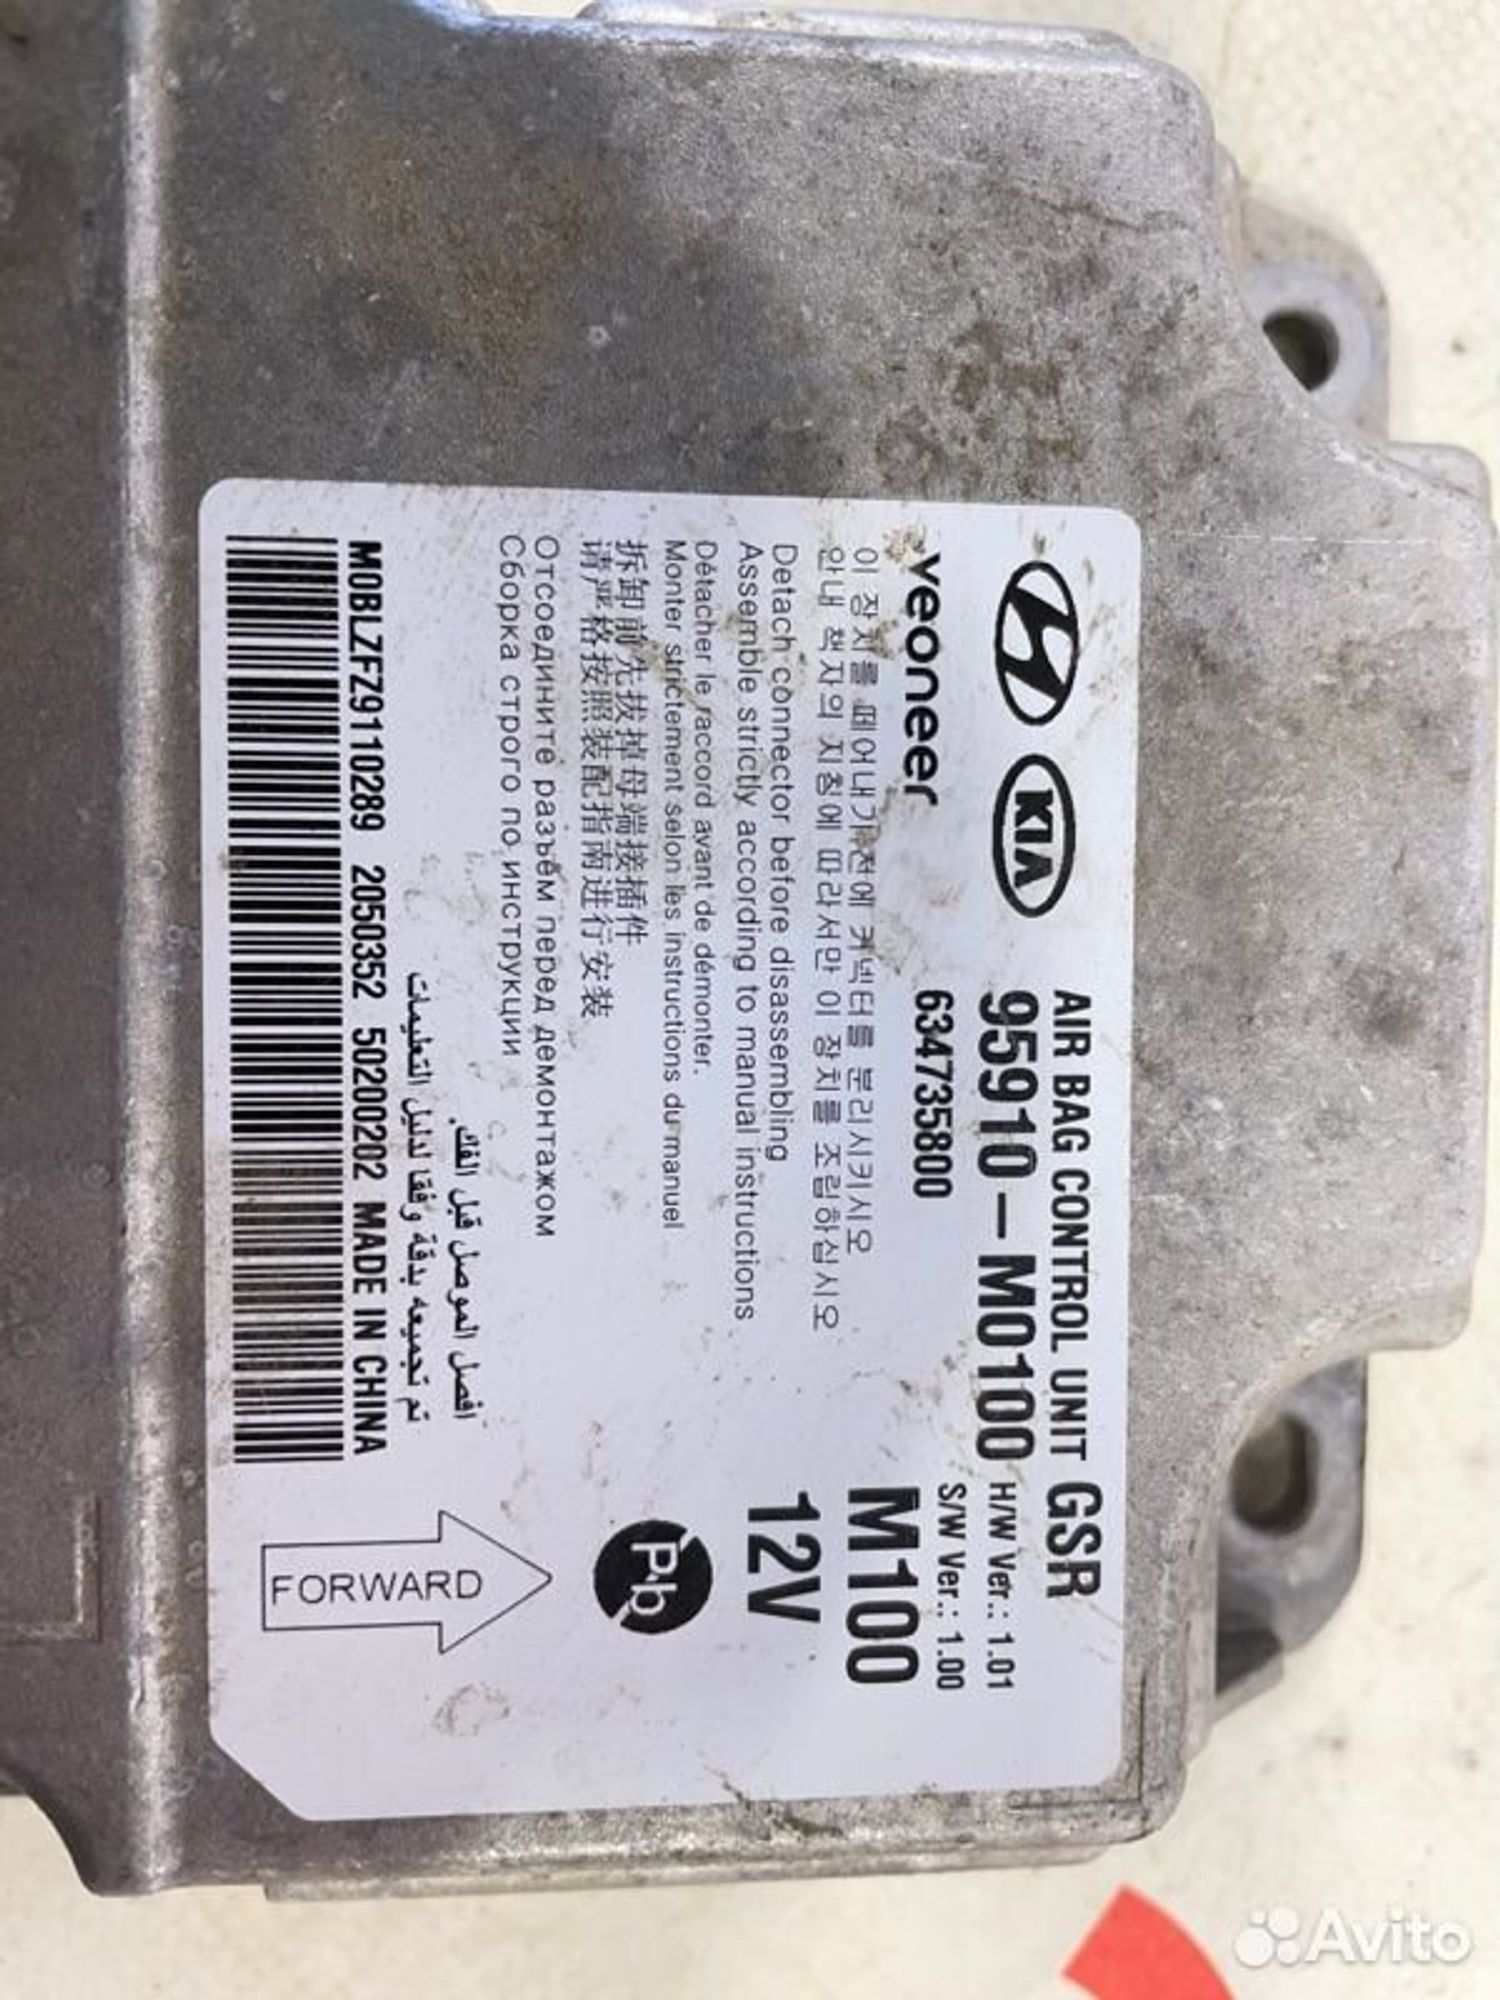 KIA
AIR BAG CONTROL UNIT GSR
95910-M0100 H/W Ver.: 1.01
S/W Ver.: 1.00
veoneer 634735800
M100
이 장치를 떼어내기 전에 커넥터를 분리시키시오
안내 책자의 지침에 따라서만 이 장치를 조립하십시오
12V
Detach connector before disassembling
Assemble strictly according to manual instructions
Détacher le raccord avant de démonter.
Monter strictement selon les instructions du manuel
Pb
拆卸前先拔掉母端接插件
请严格按照装配指南进行安装
Отсоедините разъём перед демонтажом
Сборка строго по инструкции
افصل الموصل قبل الفك.
تم تجميعه بدقة وفقا لدليل التعليمات
FORWARD
M0BLZFZ9110289 2050352 50200202 MADE IN CHINA
Avito